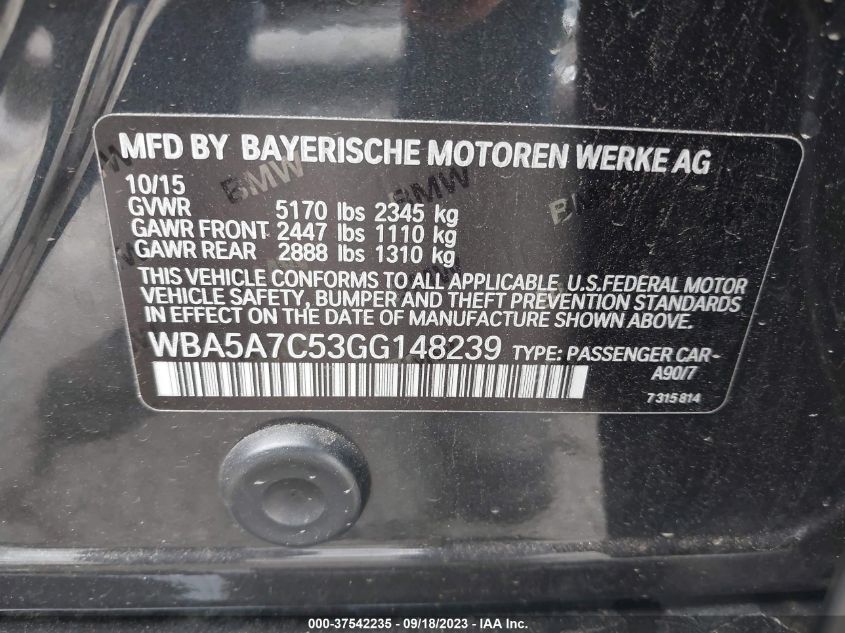 MFD BY BAYERISCHE MOTOREN WERKE AG
BMW
BMW
BMW
10/15
GVWR 5170 lbs 2345 kg
GAWR FRONT 2447 lbs 1110 kg
GAWR REAR 2888 lbs 1310 kg
THIS VEHICLE CONFORMS TO ALL APPLICABLE U.S.FEDERAL MOTOR
VEHICLE SAFETY, BUMPER AND THEFT PREVENTION STANDARDS
IN EFFECT ON THE DATE OF MANUFACTURE SHOWN ABOVE.
WBA5A7C53GG148239 TYPE: PASSENGER CAR-
A90/7
7 315 814
000-37542235 - 09/18/2023 - IAA Inc.